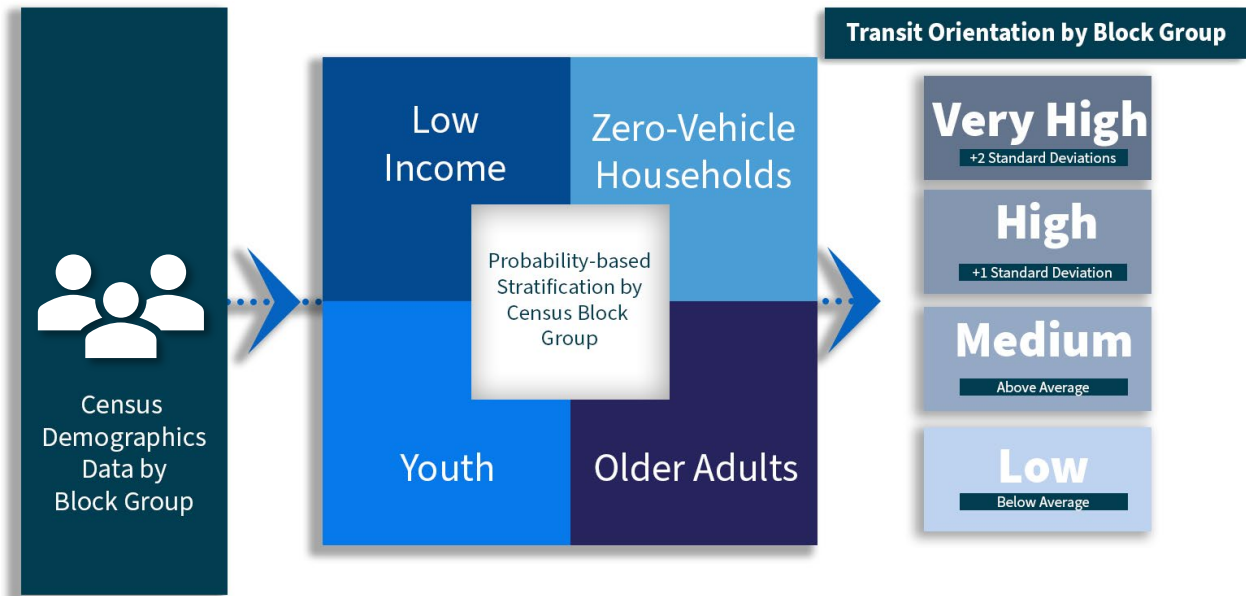 Census
Demographics
Data by
Block Group
Low
Income
Zero-Vehicle
Households
Probability-based
Stratification by
Census Block
Group
Youth
Older Adults
Transit Orientation by Block Group
Very High
+2 Standard Deviations
High
+1 Standard Deviation
Medium
Above Average
Low
Below Average